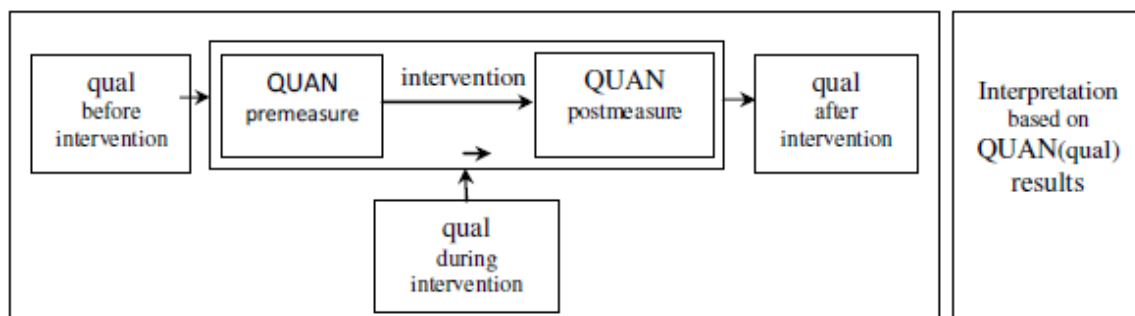 qual
before
intervention
QUAN
premeasure
intervention
QUAN
postmeasure
qual
after
intervention
qual
during
intervention
Interpretation
based on
QUAN(qual)
results